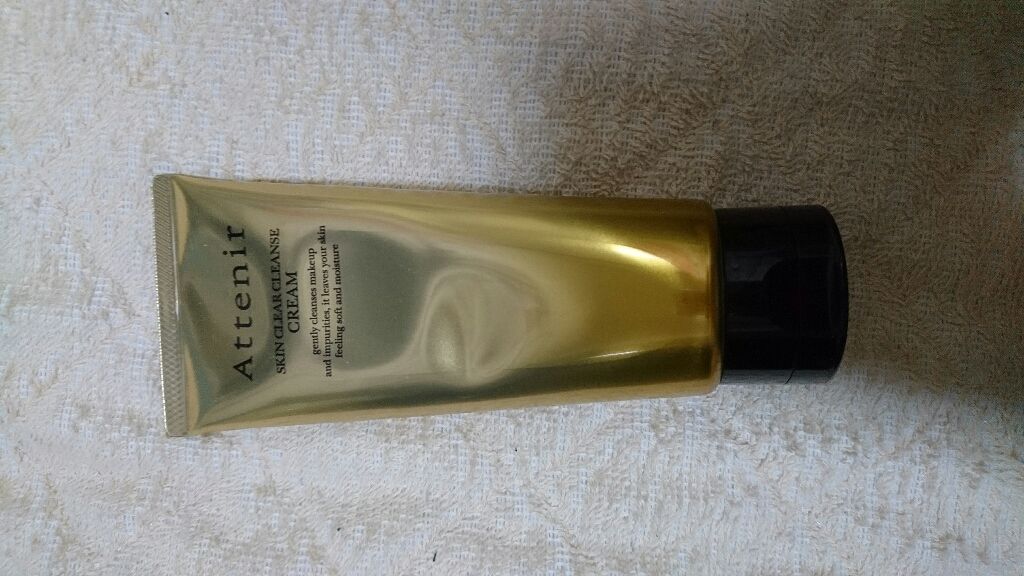 Attenir
SKIN CLEAR CLEANSE
CREAM
gently cleanses makeup
and impurities, it leaves your skin
feeling soft and moisture